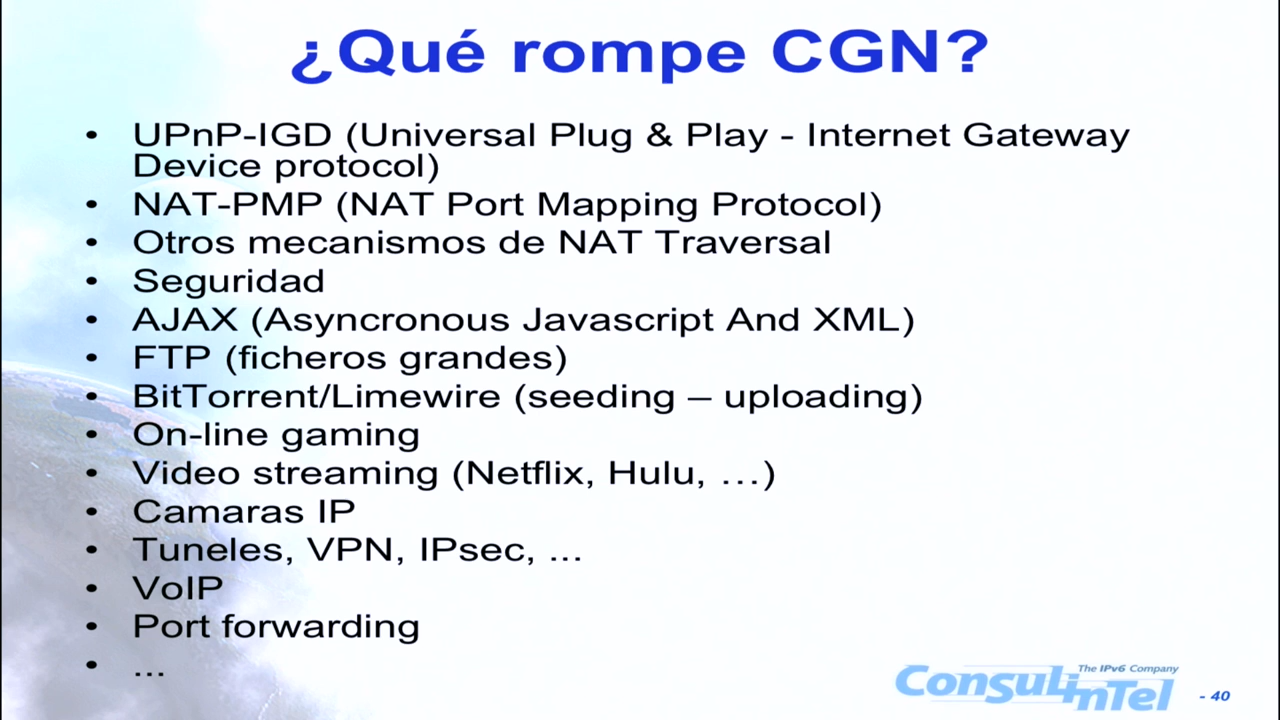 ¿Qué rompe CGN?
• UPnP-IGD (Universal Plug & Play - Internet Gateway
Device protocol)
• NAT-PMP (NAT Port Mapping Protocol)
• Otros mecanismos de NAT Traversal
• Seguridad
• AJAX (Asyncronous Javascript And XML)
• FTP (ficheros grandes)
• BitTorrent/Limewire (seeding – uploading)
• On-line gaming
• Video streaming (Netflix, Hulu, …)
• Camaras IP
• Tuneles, VPN, IPsec, ...
• VoIP
• Port forwarding
• ...
The IPv6 Company
ConsulinTel
- 40